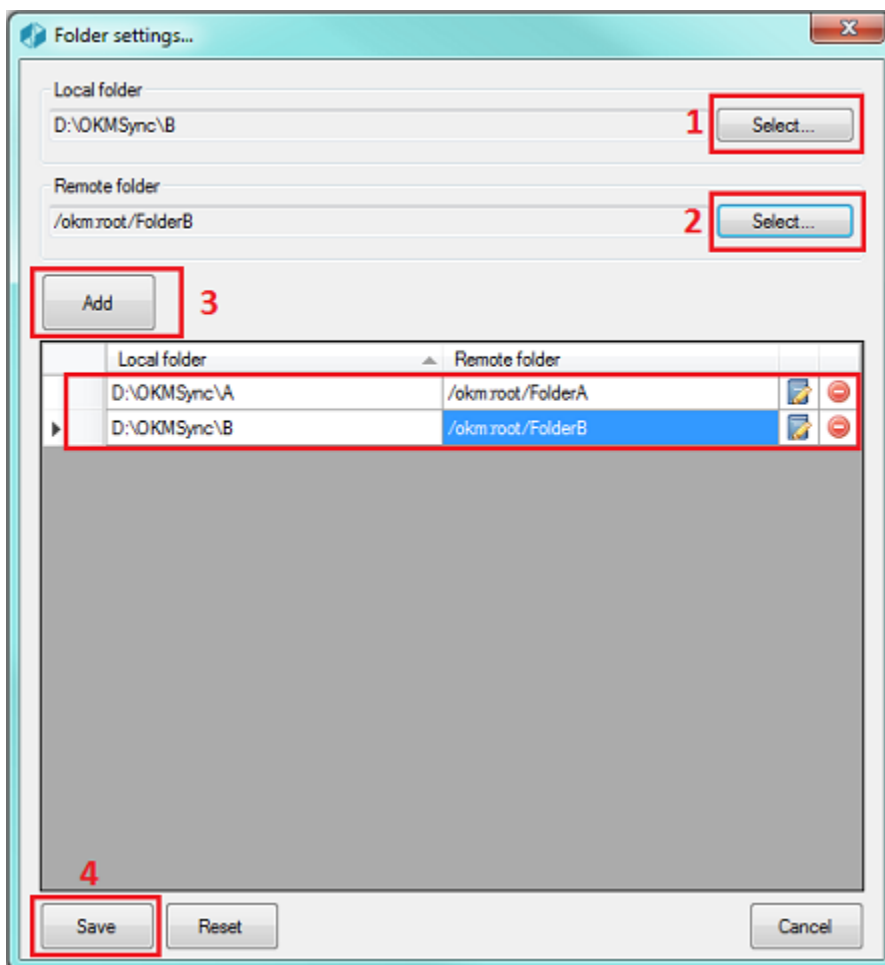 Folder settings...
x
Local folder
D:\OKMSync\B
1
Select...
Remote folder
/okm:root/FolderB
2
Select...
Add
3
Local folder Remote folder
D:\OKMSync\A /okm:root/FolderA
D:\OKMSync\B /okm:root/FolderB
4
Save Reset Cancel